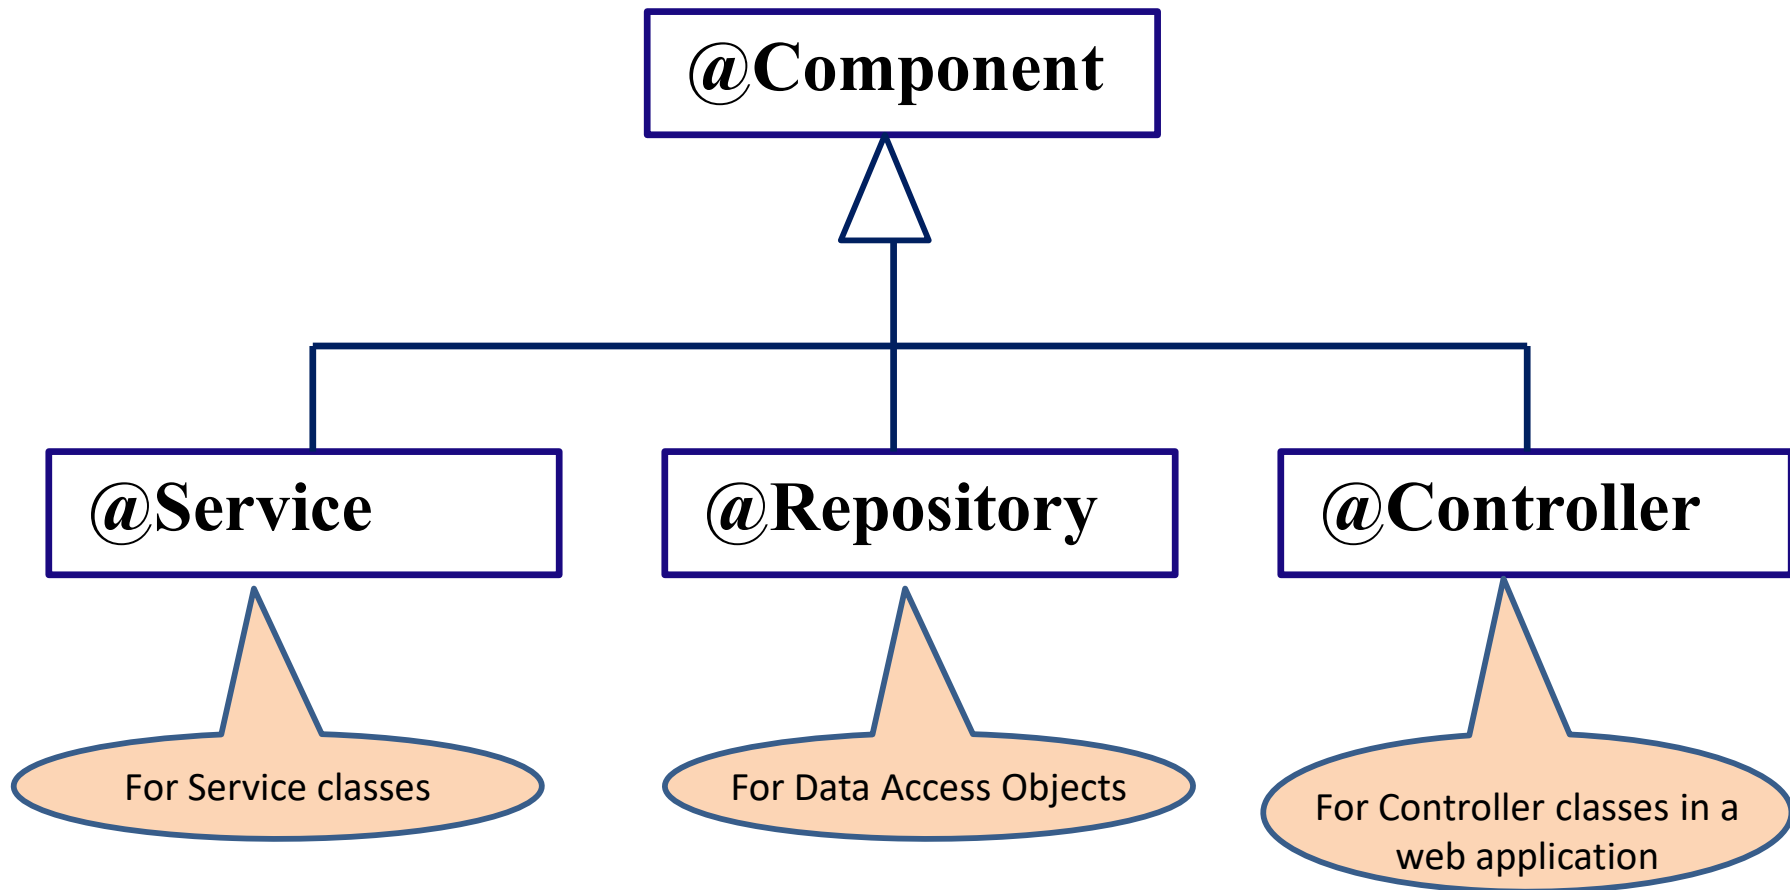 @Component
@Service
@Repository
@Controller
For Service classes
For Data Access Objects
For Controller classes in a
web application